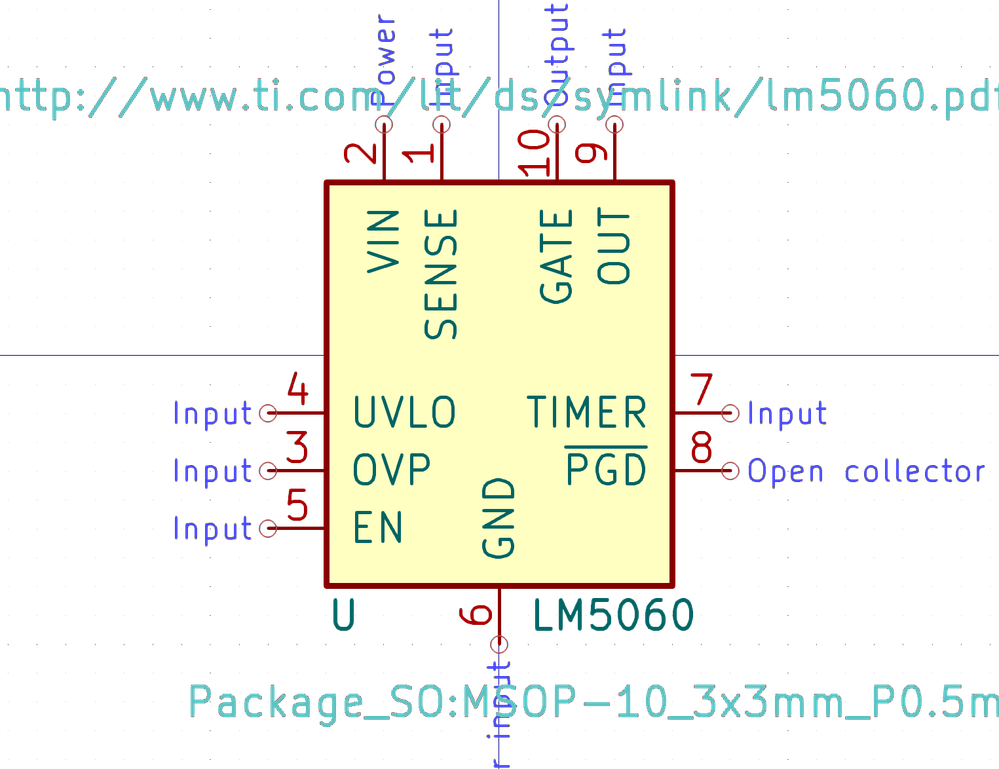 Power Input Output Input
http://www.ti.com/lit/ds/symlink/lm5060.pdf
2 1 10 9
VIN SENSE GATE OUT
Input 4 UVLO TIMER 7 Input
Input 3 OVP PGD 8 Open collector
Input 5 EN
GND
U 6 LM5060
r input
Package_SO:MSOP-10_3x3mm_P0.5m